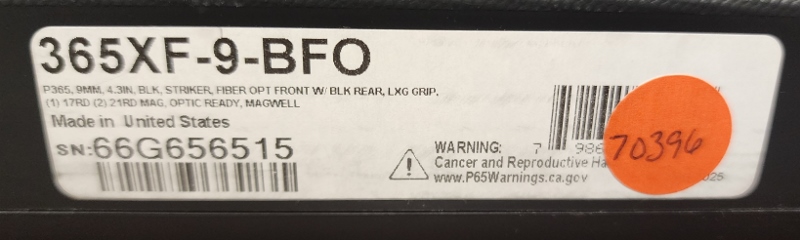 365XF-9-BFO
P365, 9MM, 4.3IN, BLK, STRIKER, FIBER OPT FRONT W/ BLK REAR, LXG GRIP,
(1) 17RD (2) 21RD MAG, OPTIC READY, MAGWELL
Made in United States
SN:66G656515
WARNING:
Cancer and Reproductive
www.P65Warnings.ca.gov
7 986
70396